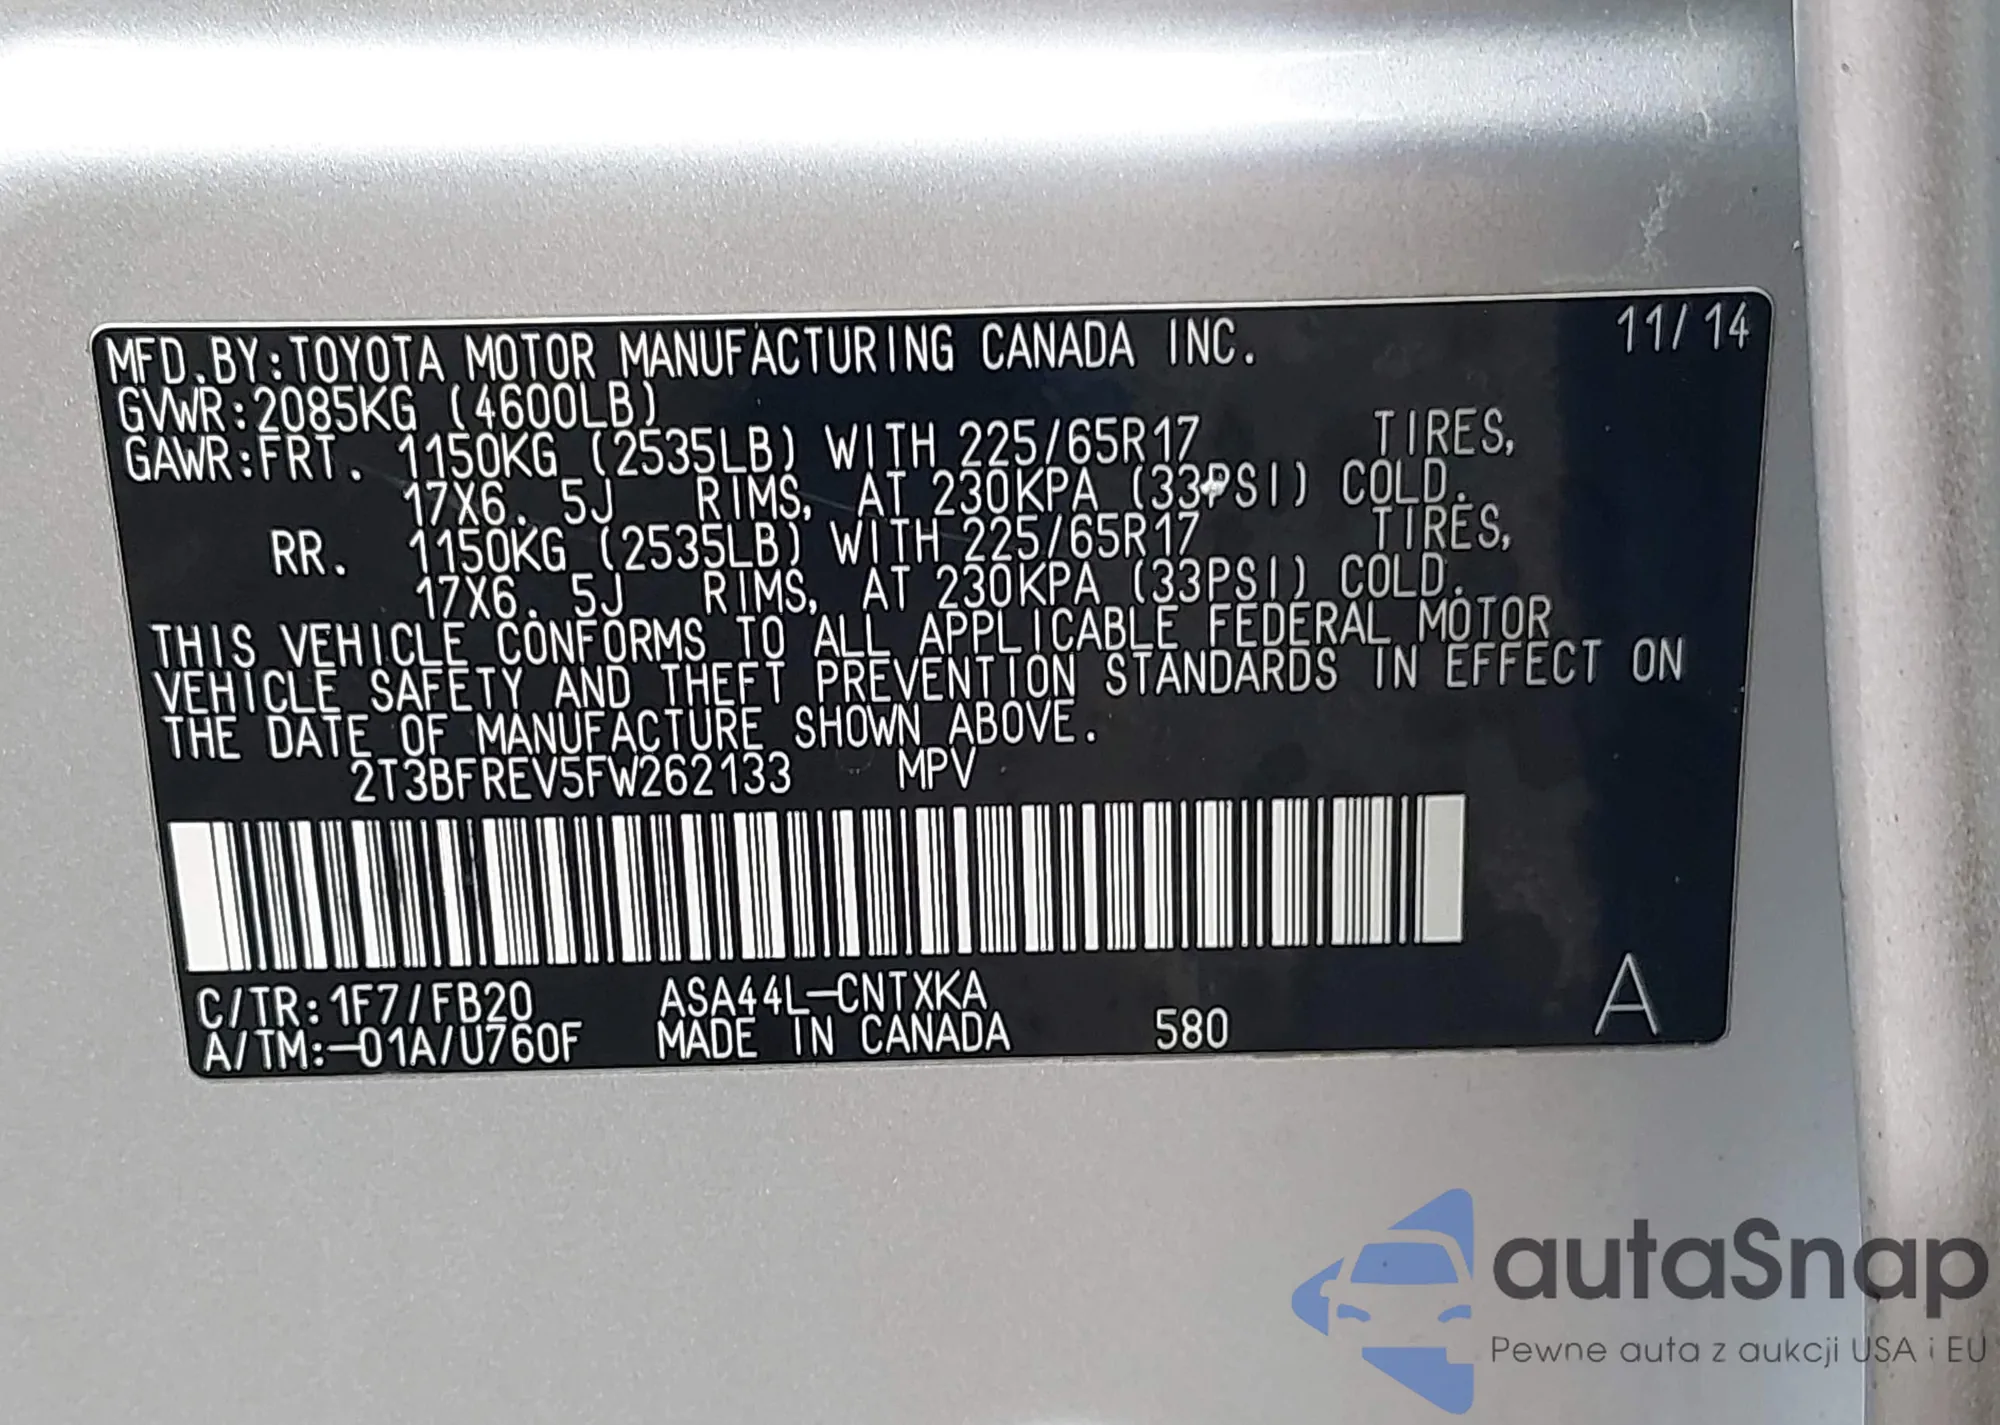 11/14
MFD.BY:TOYOTA MOTOR MANUFACTURING CANADA INC.
GVWR:2085KG (4600LB)
GAWR:FRT. 1150KG (2535LB) WITH 225/65R17 TIRES,
17X6. 5J RIMS, AT 230KPA (33PSI) COLD.
RR. 1150KG (2535LB) WITH 225/65R17 TIRES,
17X6. 5J RIMS, AT 230KPA (33PSI) COLD.
THIS VEHICLE CONFORMS TO ALL APPLICABLE FEDERAL MOTOR
VEHICLE SAFETY AND THEFT PREVENTION STANDARDS IN EFFECT ON
THE DATE OF MANUFACTURE SHOWN ABOVE.
2T3BFREV5FW262133 MPV
C/TR:1F7/FB20 ASA44L-CNTXKA
A/TM:-01A/U760F MADE IN CANADA 580 A
autaSnap
Pewne auta z aukcji USA i EU